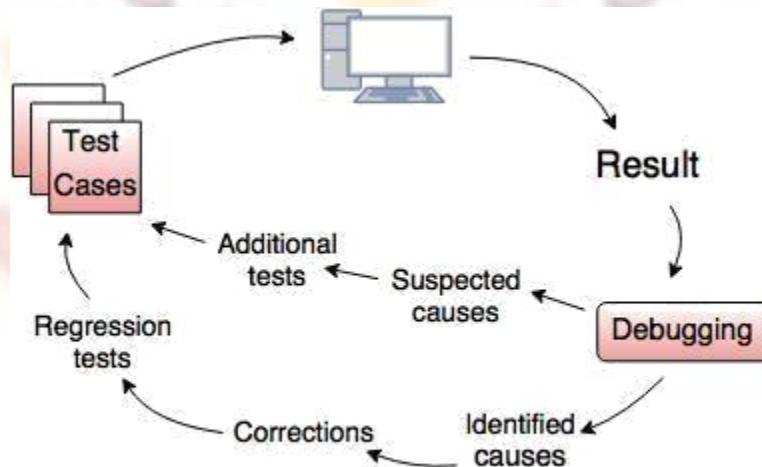 Test
Cases
Result
Additional
tests
Suspected
causes
Debugging
Regression
tests
Corrections
Identified
causes